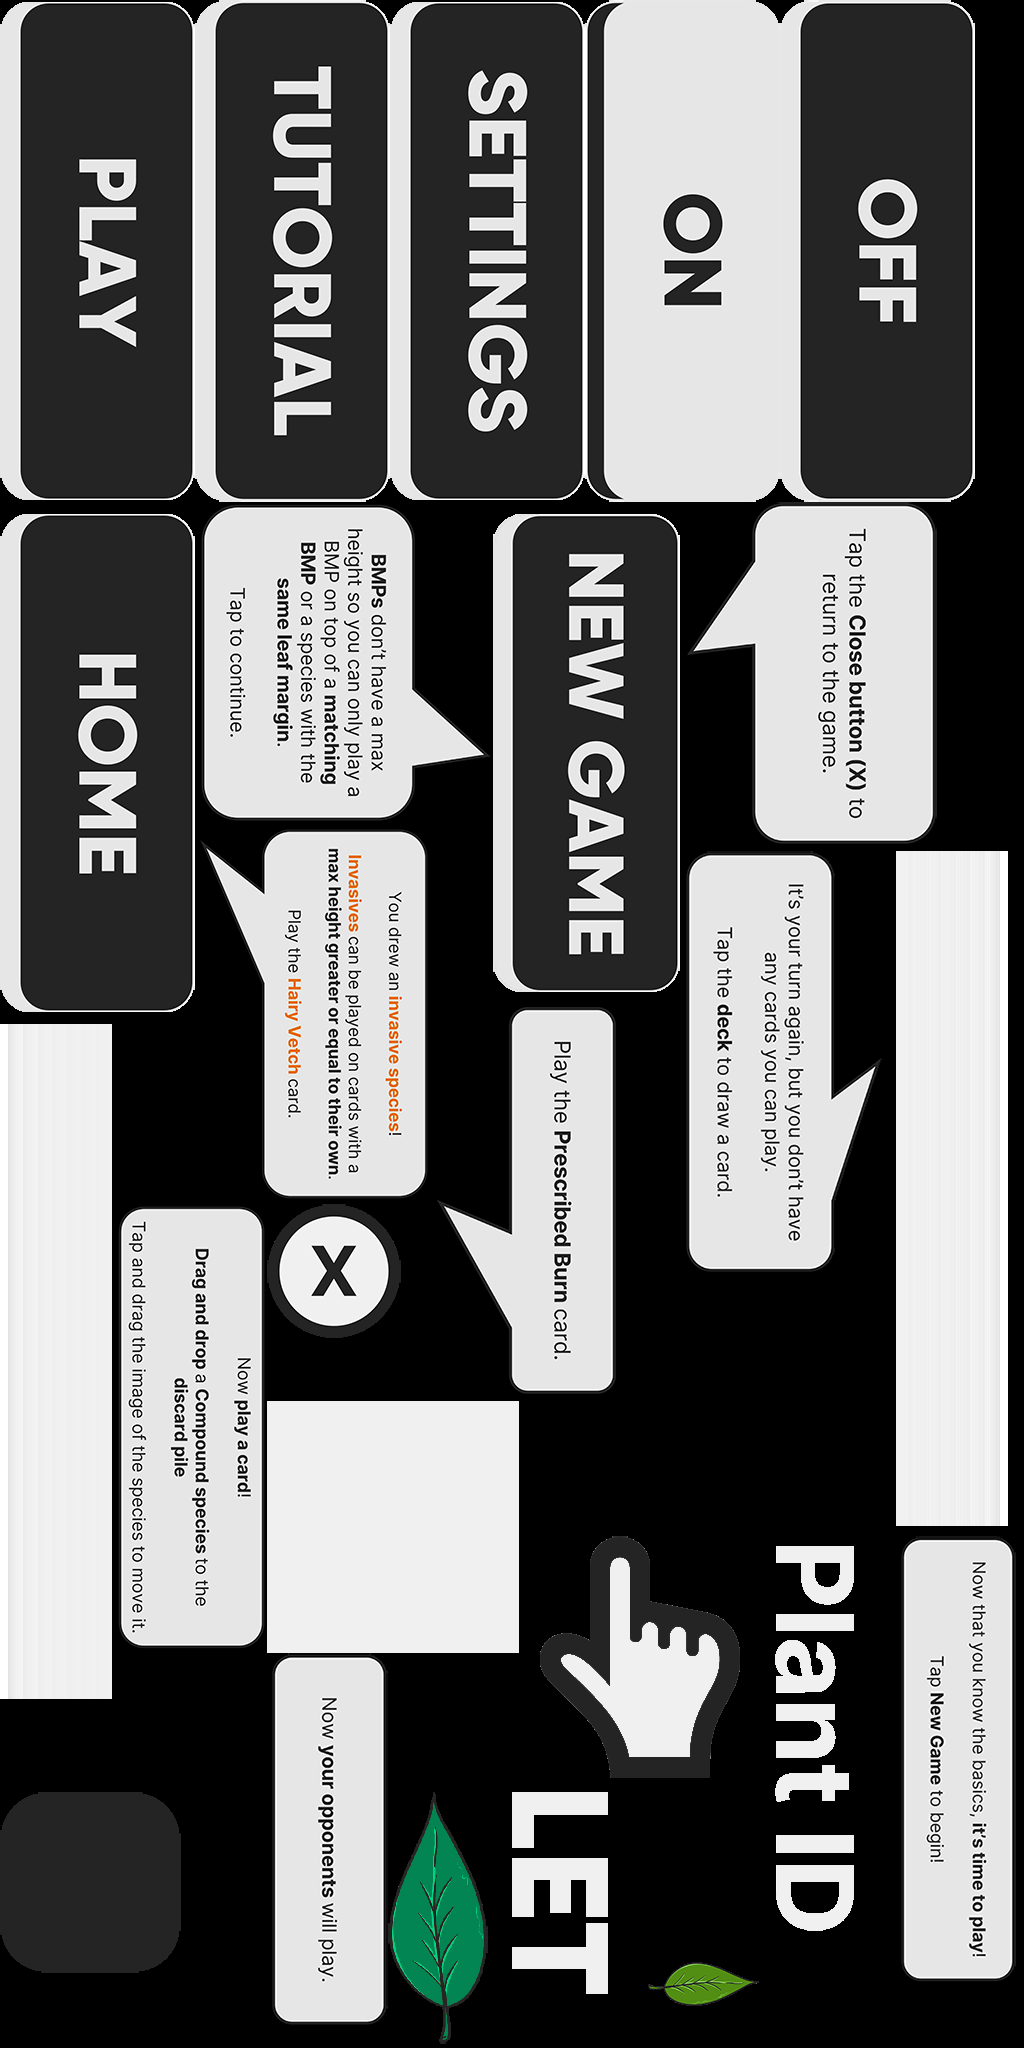 OFF
ON
SETTINGS
TUTORIAL
PLAY
Tap the Close button (X) to
return to the game.
NEW GAME
BMPs don't have a max
height so you can only play a
BMP on top of a matching
BMP or a species with the
same leaf margin.
Tap to continue.
HOME
It's your turn again, but you don't have
any cards you can play.
Tap the deck to draw a card.
You drew an invasive species!
Invasives can be played on cards with a
max height greater or equal to their own.
Play the Hairy Vetch card.
Play the Prescribed Burn card.
X
Now play a card!
Drag and drop a Compound species to the
discard pile
Tap and drag the image of the species to move it.
Now that you know the basics, it's time to play!
Tap New Game to begin!
Plant ID
LET
Now your opponents will play.